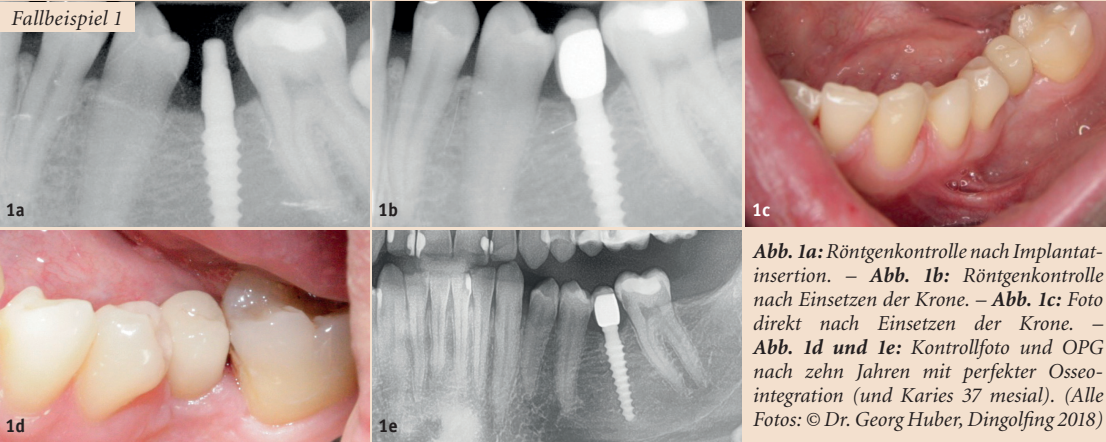 Fallbeispiel 1
1a
1b
1c
1d
1e
Abb. 1a: Röntgenkontrolle nach Implantat-
insertion. – Abb. 1b: Röntgenkontrolle
nach Einsetzen der Krone. – Abb. 1c: Foto
direkt nach Einsetzen der Krone. –
Abb. 1d und 1e: Kontrollfoto und OPG
nach zehn Jahren mit perfekter Osseo-
integration (und Karies 37 mesial). (Alle
Fotos: © Dr. Georg Huber, Dingolfing 2018)